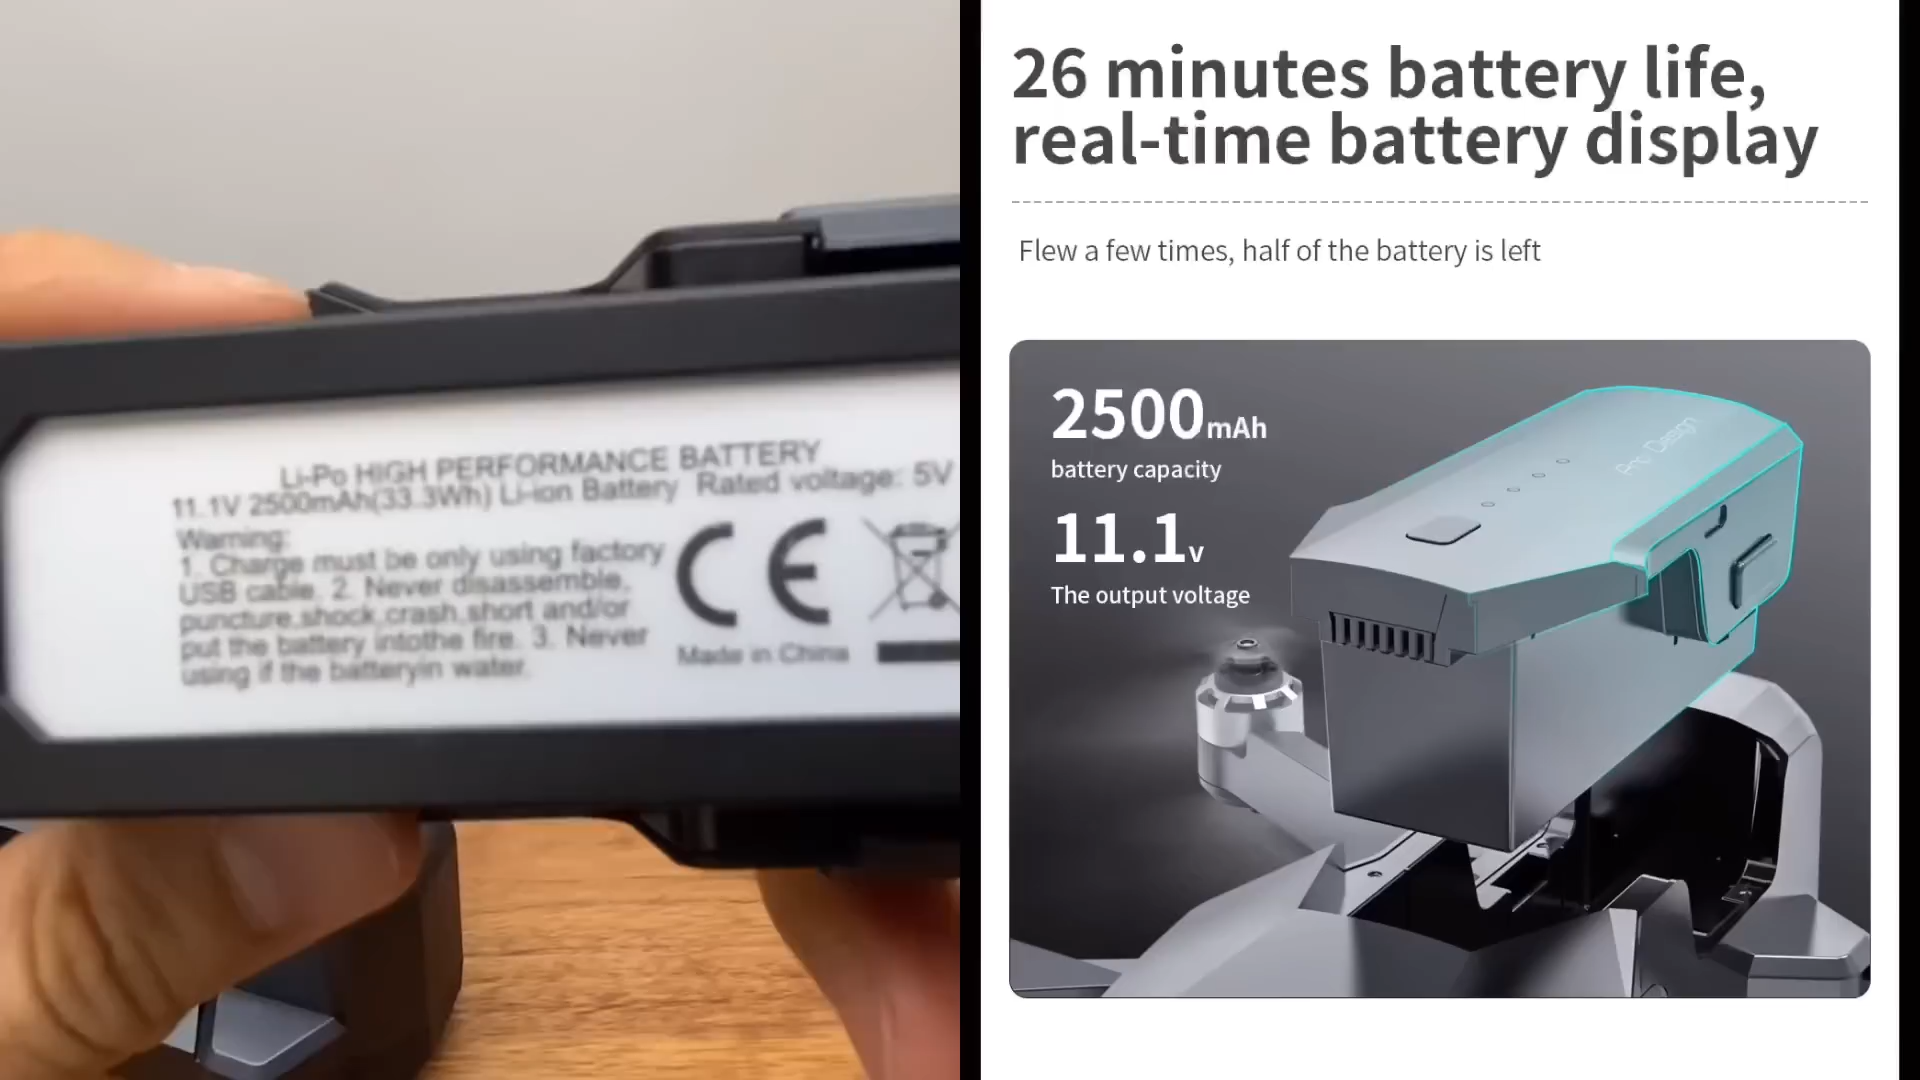 Li-Po HIGH PERFORMANCE BATTERY
11.1V 2500mAh(33.3Wh) Li-ion Battery Rated voltage: 5V
Warning:
1. Charge must be only using factory
USB cable. 2. Never disassemble,
puncture,shock,crash,short and/or
put the battery intothe fire. 3. Never
using if the batteryin water.
CE
Made in China
26 minutes battery life,
real-time battery display
Flew a few times, half of the battery is left
2500mAh
battery capacity
11.1v
The output voltage
Pro Design